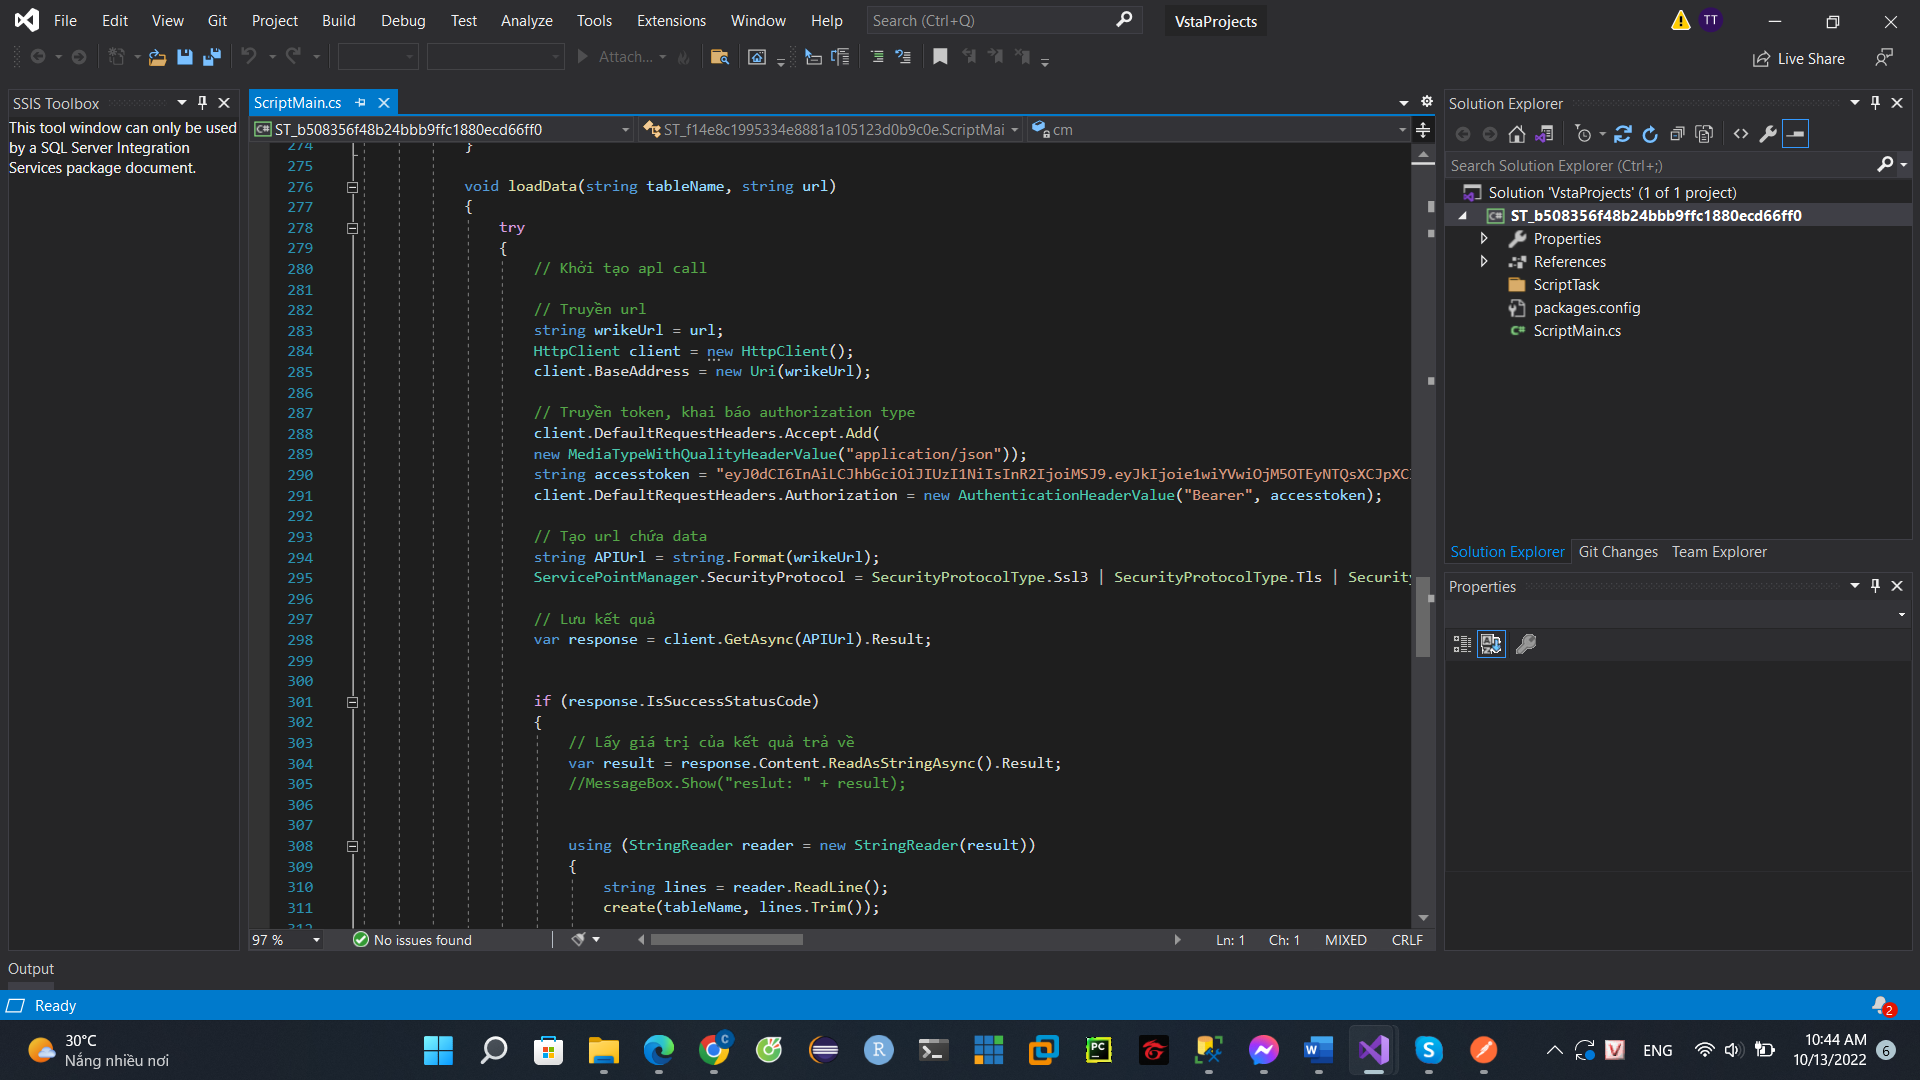 File Edit View Git Project Build Debug Test Analyze Tools Extensions Window Help Search (Ctrl+Q) VstaProjects TT
Attach... Live Share
SSIS Toolbox
This tool window can only be used
by a SQL Server Integration
Services package document.
ScriptMain.cs
ST_b508356f48b24bbb9ffc1880ecd66ff0 ST_f14e8c1995334e8881a105123d0b9c0e.ScriptMai cm
274 }
275
276 void loadData(string tableName, string url)
277 {
278 try
279 {
280 // Khởi tạo apl call
281
282 // Truyền url
283 string wrikeUrl = url;
284 HttpClient client = new HttpClient();
285 client.BaseAddress = new Uri(wrikeUrl);
286
287 // Truyền token, khai báo authorization type
288 client.DefaultRequestHeaders.Accept.Add(
289 new MediaTypeWithQualityHeaderValue("application/json"));
290 string accesstoken = "eyJ0dCI6InAiLCJhbGciOiJIUzI1NiIsInR2IjoiMSJ9.eyJkIjoie1wiYVwiOjM5OTEyNTQsXCJpXC
291 client.DefaultRequestHeaders.Authorization = new AuthenticationHeaderValue("Bearer", accesstoken);
292
293 // Tạo url chứa data
294 string APIUrl = string.Format(wrikeUrl);
295 ServicePointManager.SecurityProtocol = SecurityProtocolType.Ssl3 | SecurityProtocolType.Tls | Security
296
297 // Lưu kết quả
298 var response = client.GetAsync(APIUrl).Result;
299
300
301 if (response.IsSuccessStatusCode)
302 {
303 // Lấy giá trị của kết quả trả về
304 var result = response.Content.ReadAsStringAsync().Result;
305 //MessageBox.Show("reslut: " + result);
306
307
308 using (StringReader reader = new StringReader(result))
309 {
310 string lines = reader.ReadLine();
311 create(tableName, lines.Trim());
312
97 % No issues found Ln: 1 Ch: 1 MIXED CRLF
Solution Explorer
Search Solution Explorer (Ctrl+;)
Solution 'VstaProjects' (1 of 1 project)
ST_b508356f48b24bbb9ffc1880ecd66ff0
Properties
References
ScriptTask
packages.config
ScriptMain.cs
Solution Explorer Git Changes Team Explorer
Properties
Output
Ready 2
30°C
Nắng nhiều nơi
ENG
10:44 AM
10/13/2022 6